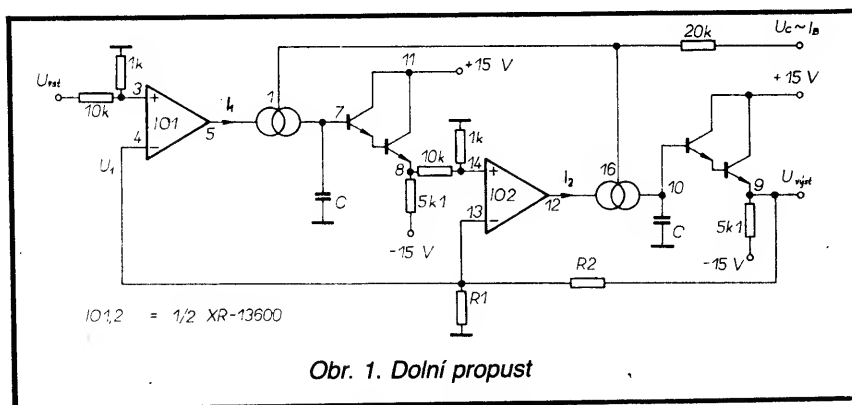 20k
U_C ~ I_B
+15 V
11
+15 V
1k
U_vst
10k
3
+
IO1
5
I_1
1
7
1k
16
4
-
U_1
8
10k
14
+
IO2
12
I_2
10
9
U_výst
C
5k1
13
-
C
5k1
-15 V
-15 V
R2
R1
IO1,2 = 1/2 XR-13600
Obr. 1. Dolní propust